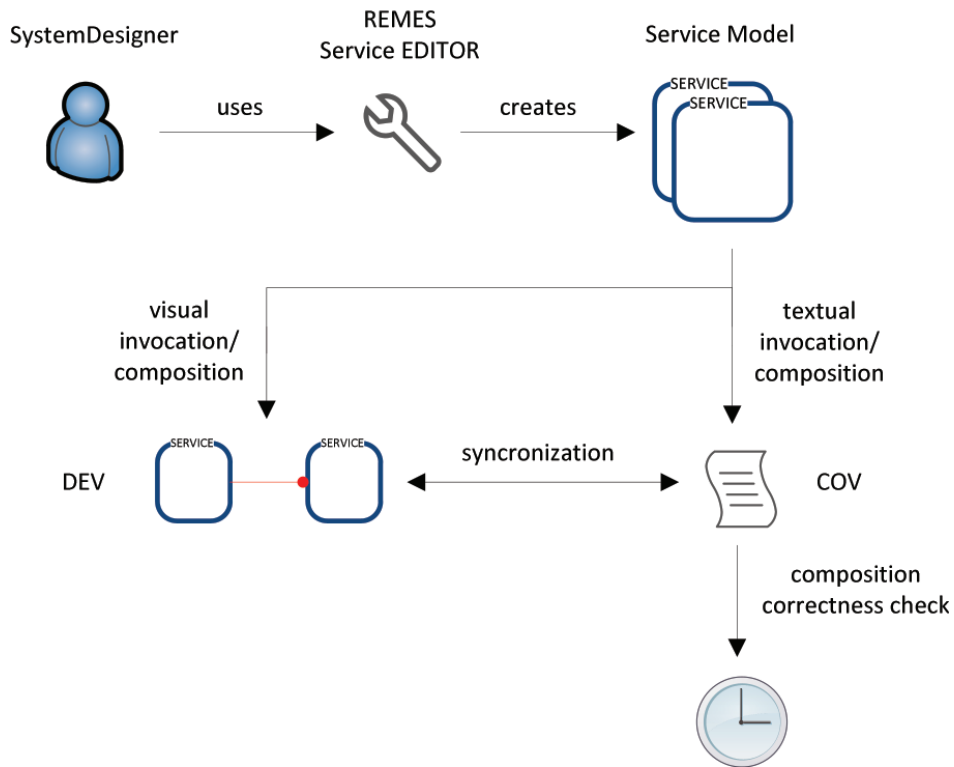 SystemDesigner
REMES
Service EDITOR
Service Model
uses
creates
SERVICE
SERVICE
visual
invocation/
composition
textual
invocation/
composition
DEV
SERVICE
SERVICE
syncronization
COV
composition
correctness check